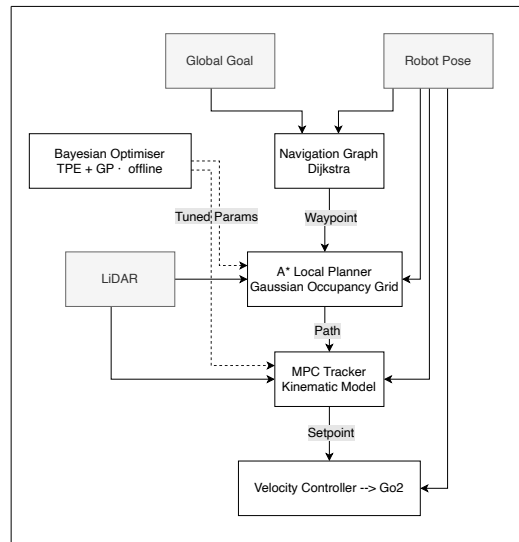 Global Goal
Robot Pose
Bayesian Optimiser
TPE + GP · offline
Navigation Graph
Dijkstra
Tuned Params
Waypoint
LiDAR
A* Local Planner
Gaussian Occupancy Grid
Path
MPC Tracker
Kinematic Model
Setpoint
Velocity Controller --> Go2